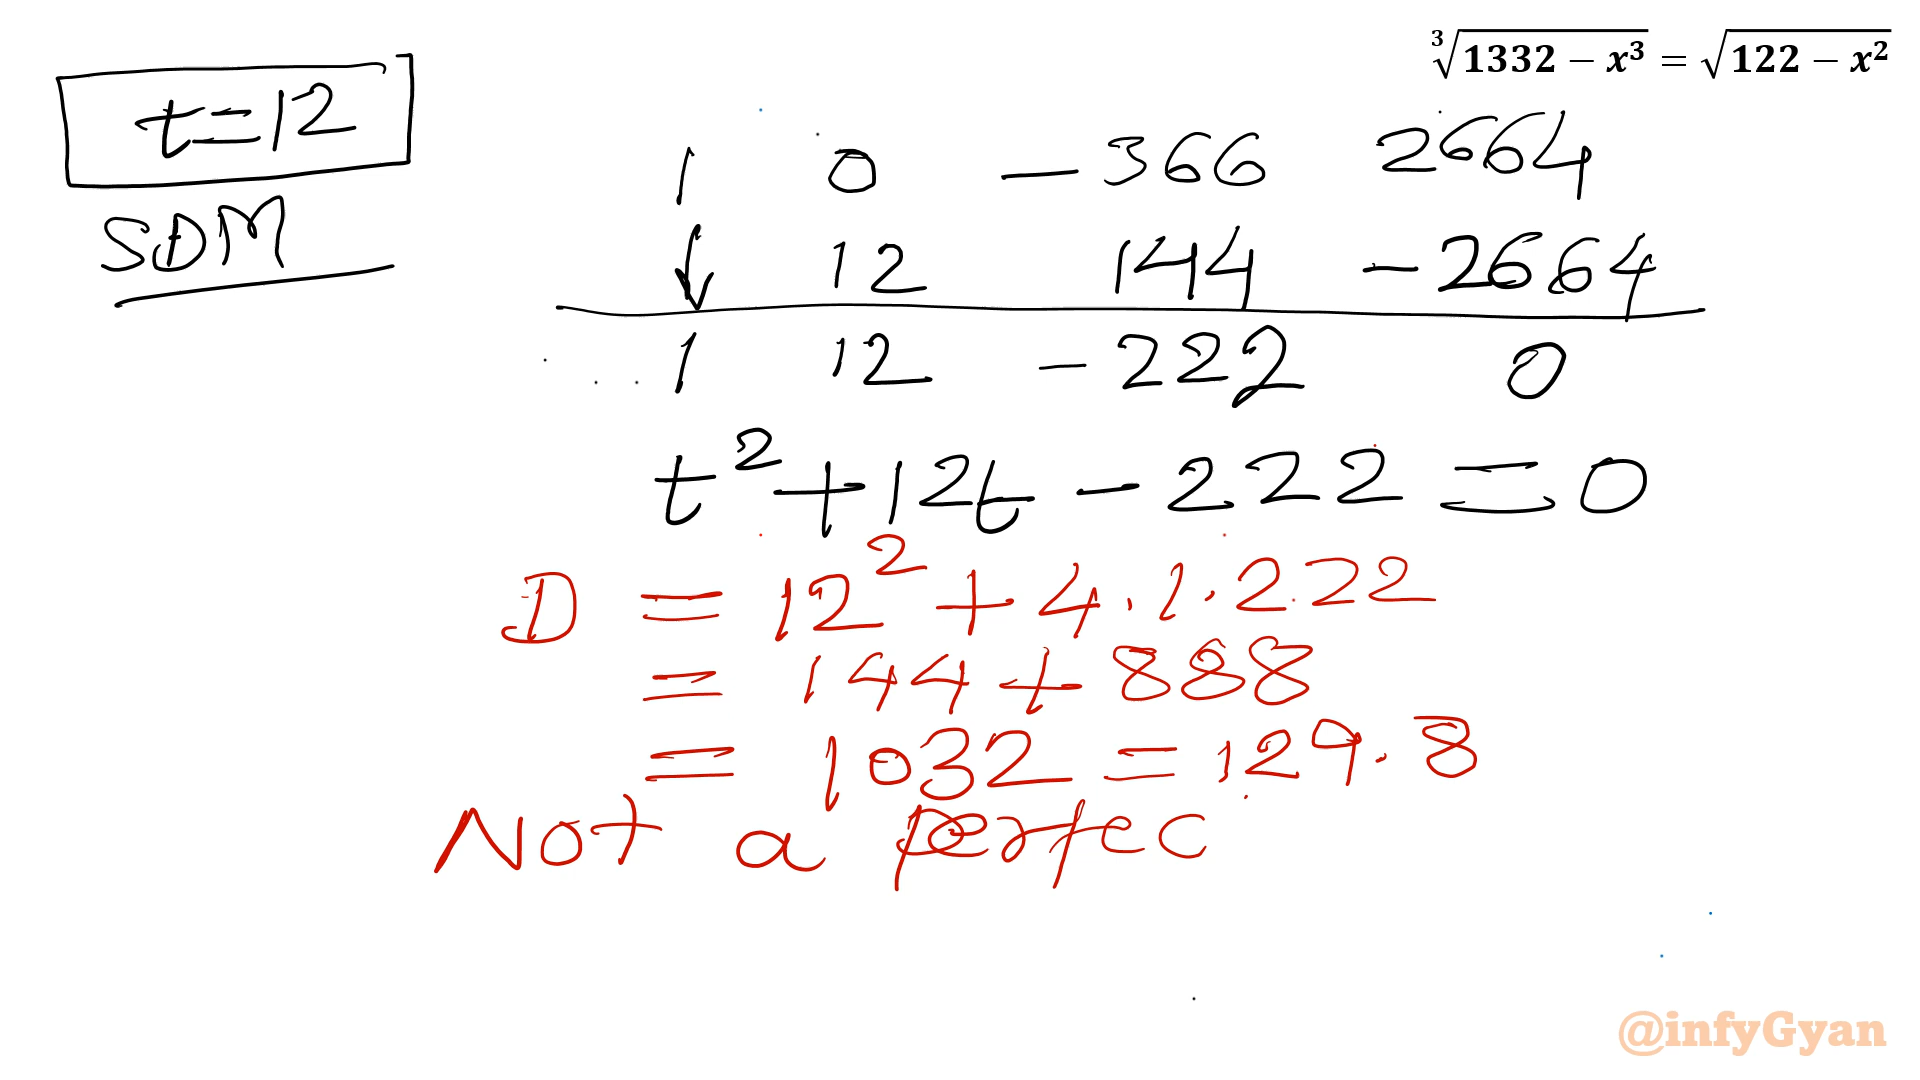 ∛(1332 − x³) = √(122 − x²)
t=12
SDM
1 0 −366 2664
↓ 12 144 −2664
1 12 −222 0
t² + 12t − 222 = 0
D = 12² + 4.1.222
= 144 + 888
= 1032 = 129.8
Not a perfec
@infyGyan